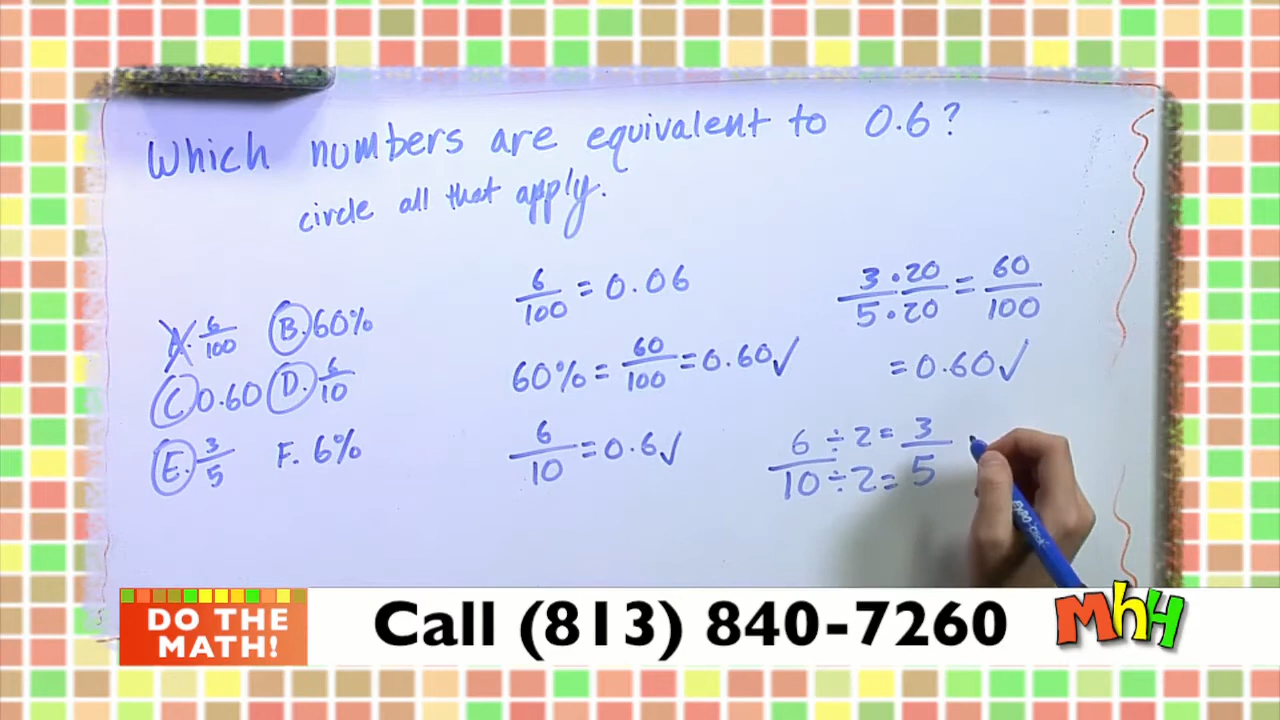 Which numbers are equivalent to 0.6?
circle all that apply.
A. 6/100 B. 60%
C. 0.60 D. 6/10
E. 3/5 F. 6%
6/100 = 0.06
60% = 60/100 = 0.60✓
6/10 = 0.6✓
3·20/5·20 = 60/100
= 0.60✓
6 ÷ 2 = 3
10 ÷ 2 = 5
EXPO
DO THE
MATH!
Call (813) 840-7260
Mh4